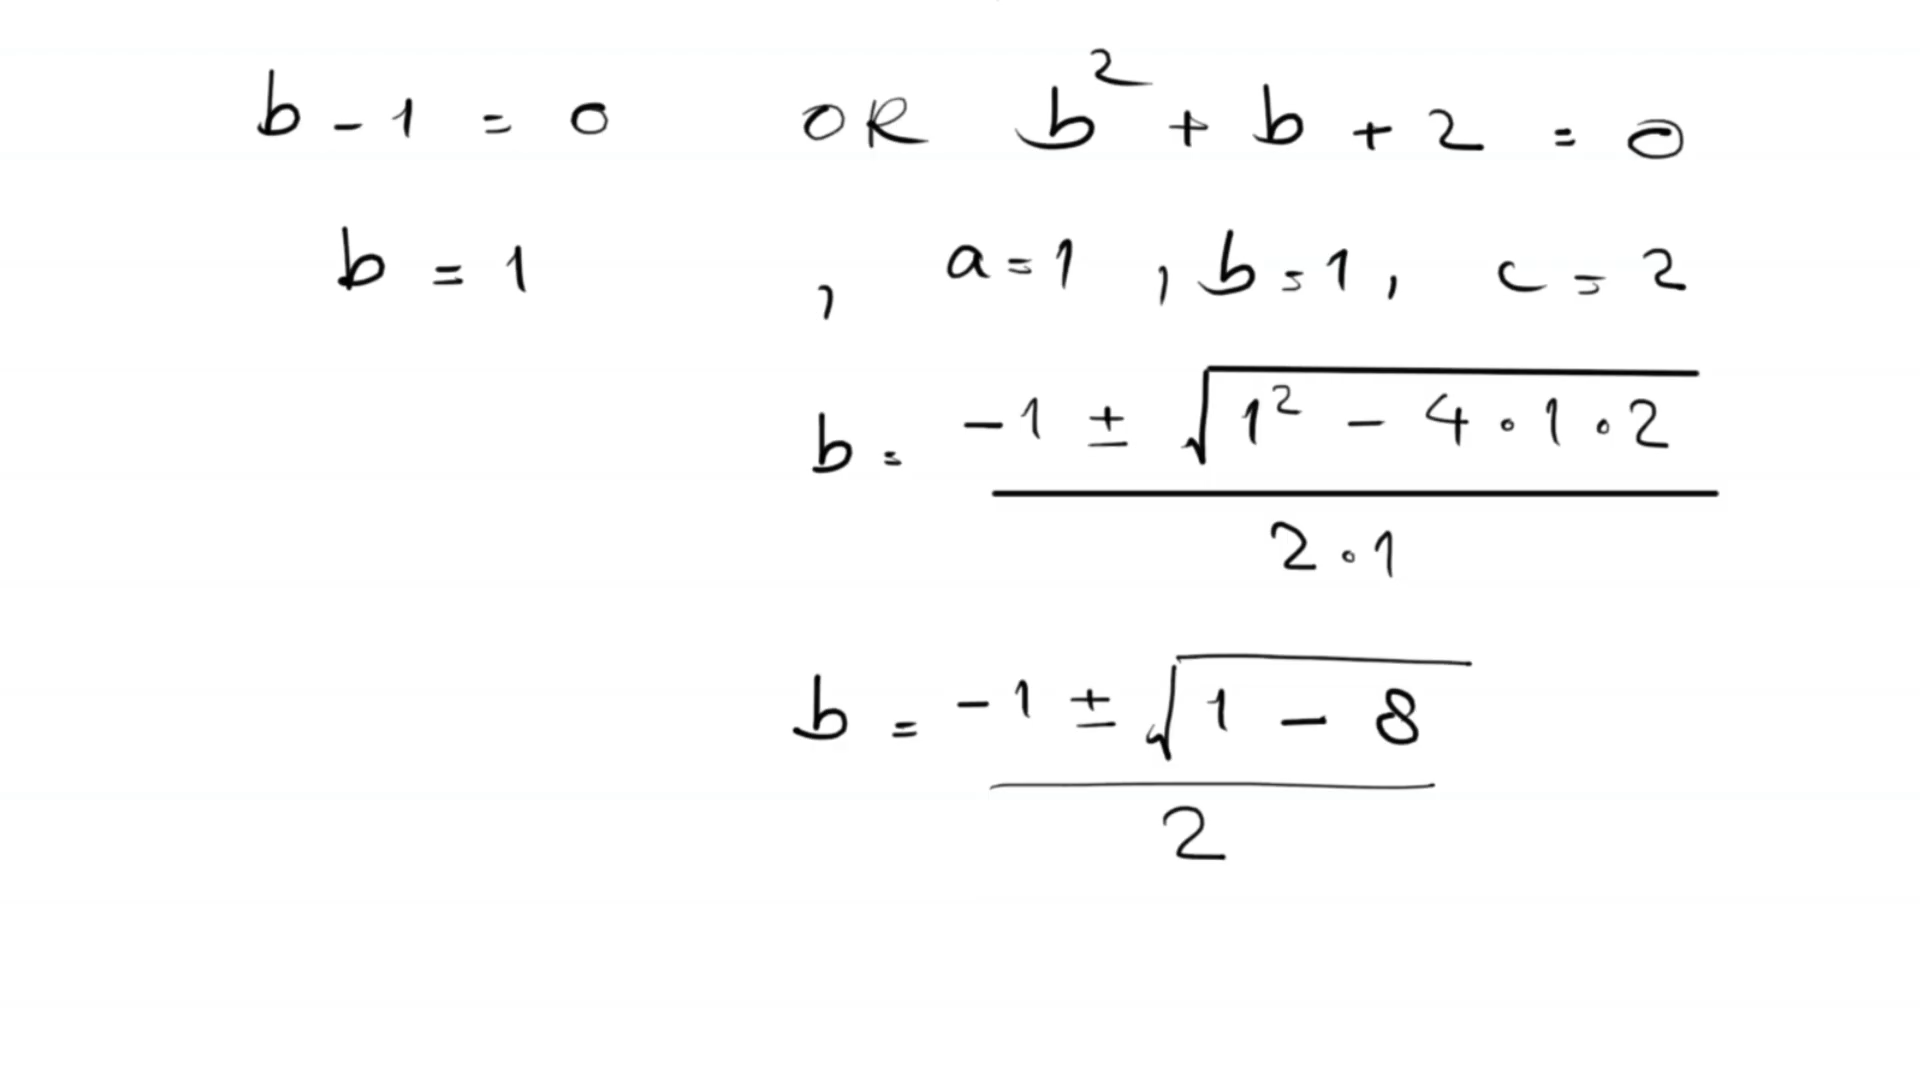 b - 1 = 0 OR b² + b + 2 = 0
b = 1 , a = 1 , b = 1 , c = 2
b = (-1 ± √(1² - 4 · 1 · 2)) / (2 · 1)
b = (-1 ± √(1 - 8)) / 2